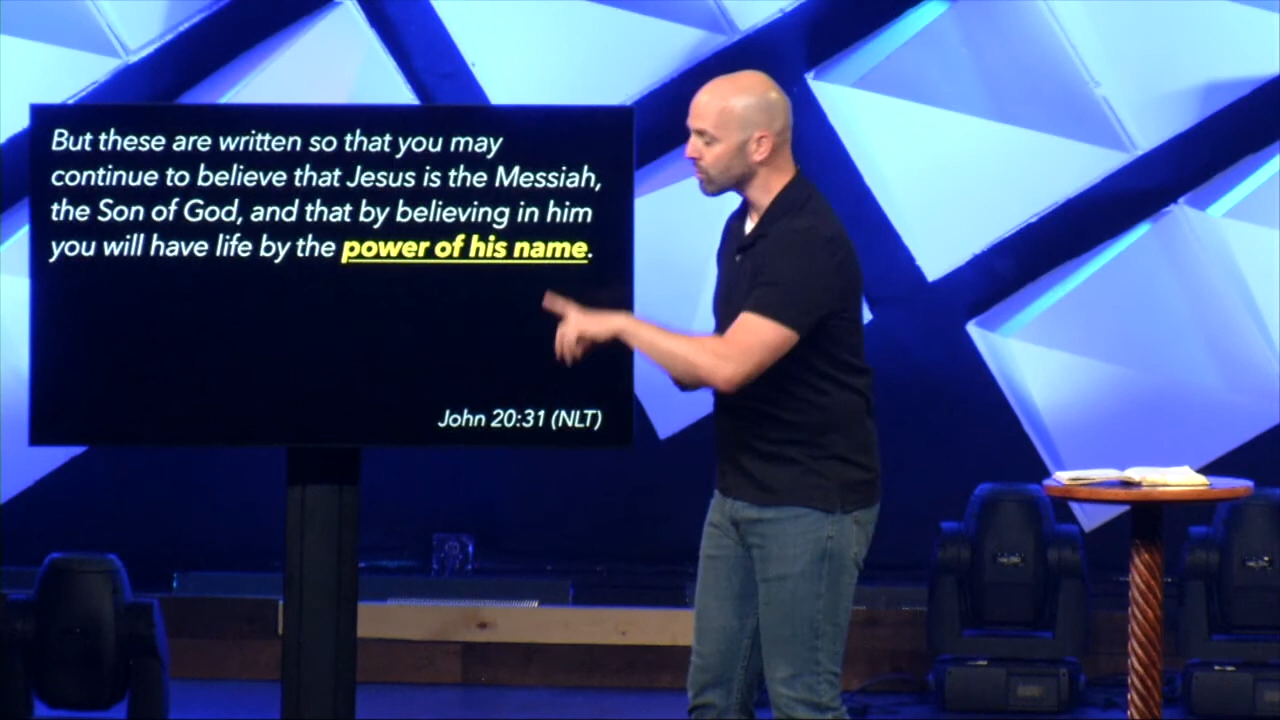 But these are written so that you may
continue to believe that Jesus is the Messiah,
the Son of God, and that by believing in him
you will have life by the power of his name.
John 20:31 (NLT)